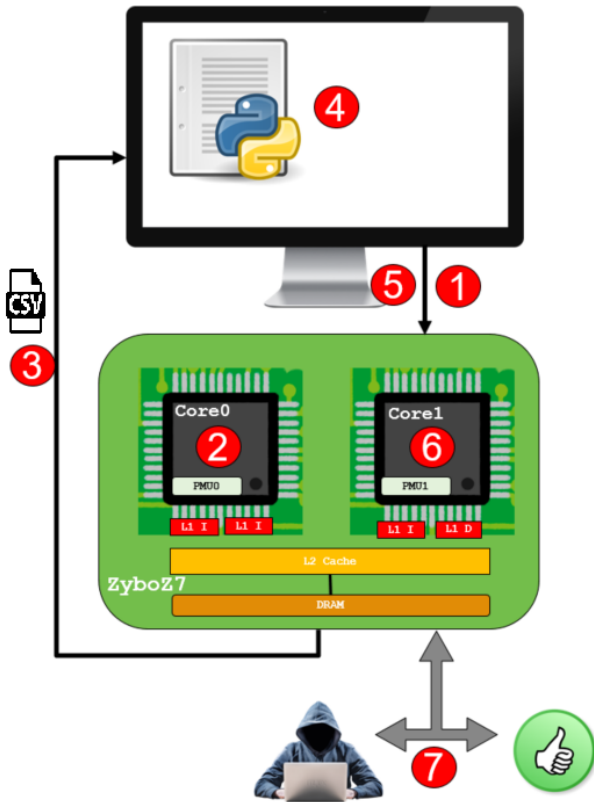 4
5
1
CSV
3
Core0
Core1
2
6
PMU0
PMU1
L1 I
L1 I
L1 I
L1 D
L2 Cache
ZyboZ7
DRAM
7